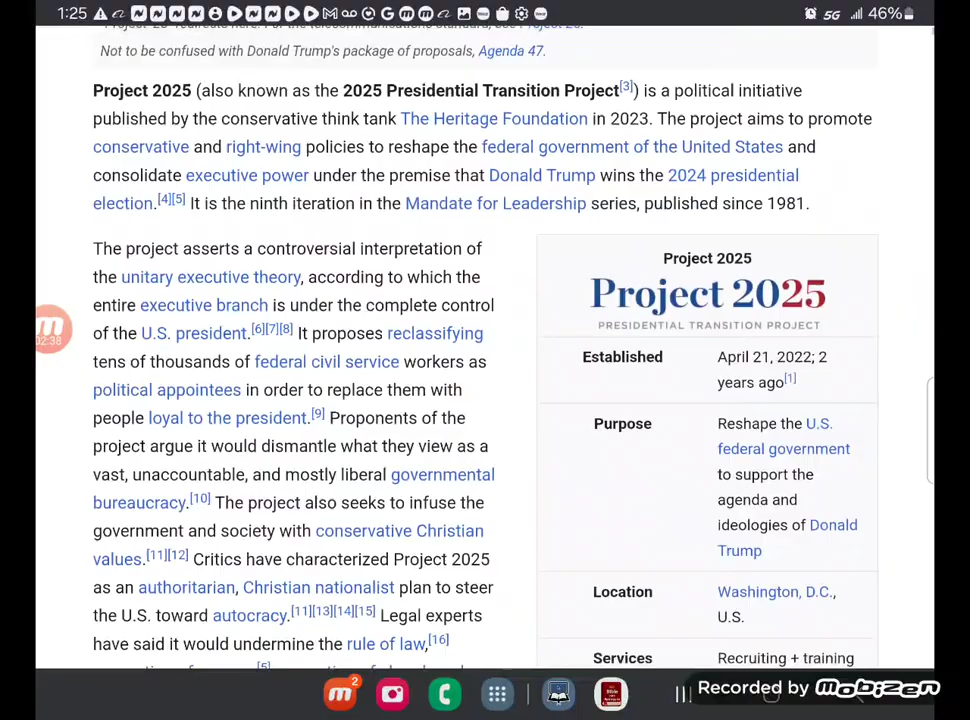 1:25
5G
46%
Not to be confused with Donald Trump's package of proposals, Agenda 47.
Project 2025 (also known as the 2025 Presidential Transition Project[3]) is a political initiative
published by the conservative think tank The Heritage Foundation in 2023. The project aims to promote
conservative and right-wing policies to reshape the federal government of the United States and
consolidate executive power under the premise that Donald Trump wins the 2024 presidential
election.[4][5] It is the ninth iteration in the Mandate for Leadership series, published since 1981.
The project asserts a controversial interpretation of
the unitary executive theory, according to which the
entire executive branch is under the complete control
of the U.S. president.[6][7][8] It proposes reclassifying
tens of thousands of federal civil service workers as
political appointees in order to replace them with
people loyal to the president.[9] Proponents of the
project argue it would dismantle what they view as a
vast, unaccountable, and mostly liberal governmental
bureaucracy.[10] The project also seeks to infuse the
government and society with conservative Christian
values.[11][12] Critics have characterized Project 2025
as an authoritarian, Christian nationalist plan to steer
the U.S. toward autocracy.[11][13][14][15] Legal experts
have said it would undermine the rule of law,[16]
[5]
Project 2025
Project 2025
PRESIDENTIAL TRANSITION PROJECT
Established
April 21, 2022; 2
years ago[1]
Purpose
Reshape the U.S.
federal government
to support the
agenda and
ideologies of Donald
Trump
Location
Washington, D.C.,
U.S.
Services
Recruiting + training
02:38
2
Recorded by mobizen